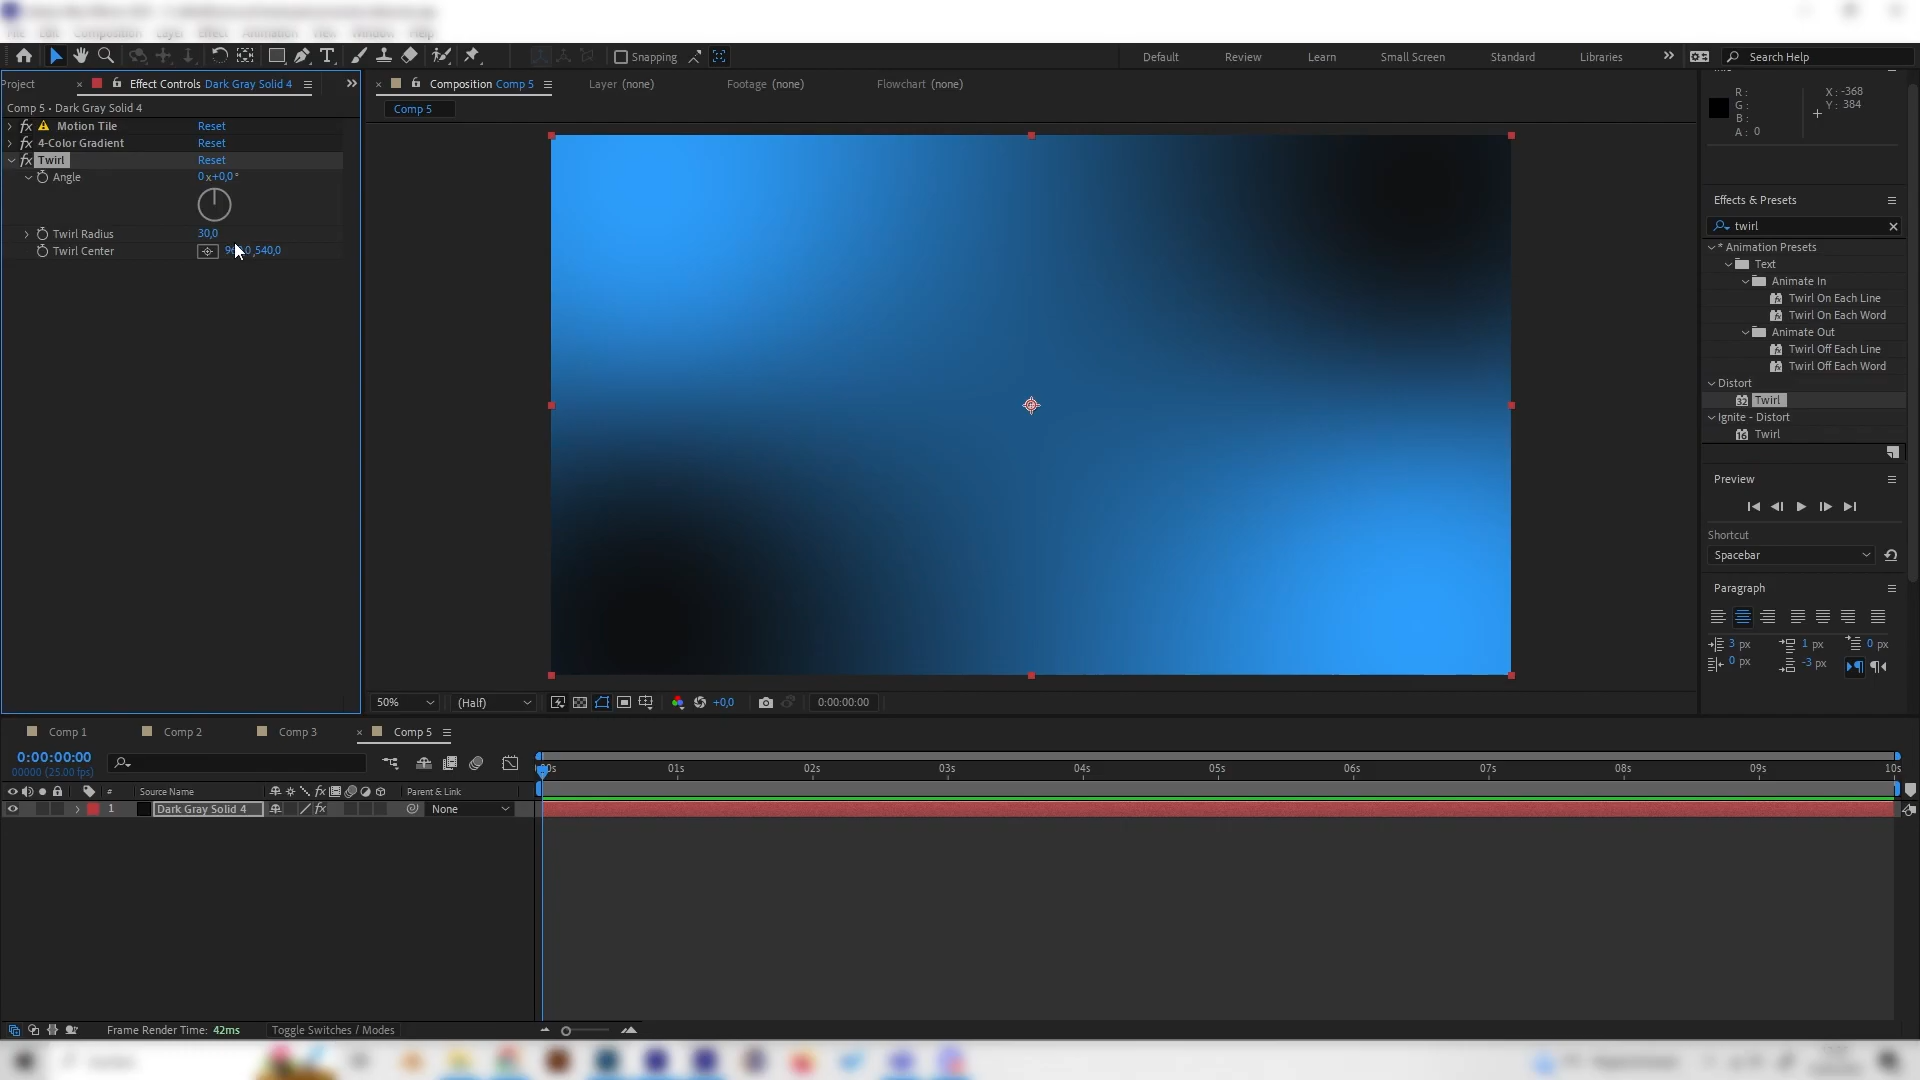 Snapping
Default
Review
Learn
Small Screen
Standard
Libraries
Search Help
Project
Effect Controls Dark Gray Solid 4
Composition Comp 5
Layer (none)
Footage (none)
Flowchart (none)
Comp 5 • Dark Gray Solid 4
Comp 5
fx Motion Tile Reset
fx 4-Color Gradient Reset
fx Twirl Reset
Angle 0x+0,0°
Twirl Radius 30,0
Twirl Center ,540,0
R :
G :
B :
A : 0
X : -368
Y : 384
Effects & Presets
twirl
* Animation Presets
Text
Animate In
Twirl On Each Line
Twirl On Each Word
Animate Out
Twirl Off Each Line
Twirl Off Each Word
Distort
32 Twirl
Ignite - Distort
16 Twirl
Preview
Shortcut
Spacebar
Paragraph
3 px 1 px 0 px
0 px -3 px
50% (Half) +0,0 0:00:00:00
Comp 1
Comp 2
Comp 3
Comp 5
0:00:00:00
00000 (25.00 fps)
00s 01s 02s 03s 04s 05s 06s 07s 08s 09s 10s
# Source Name fx Parent & Link
1 Dark Gray Solid 4 fx None
Frame Render Time: 42ms Toggle Switches / Modes